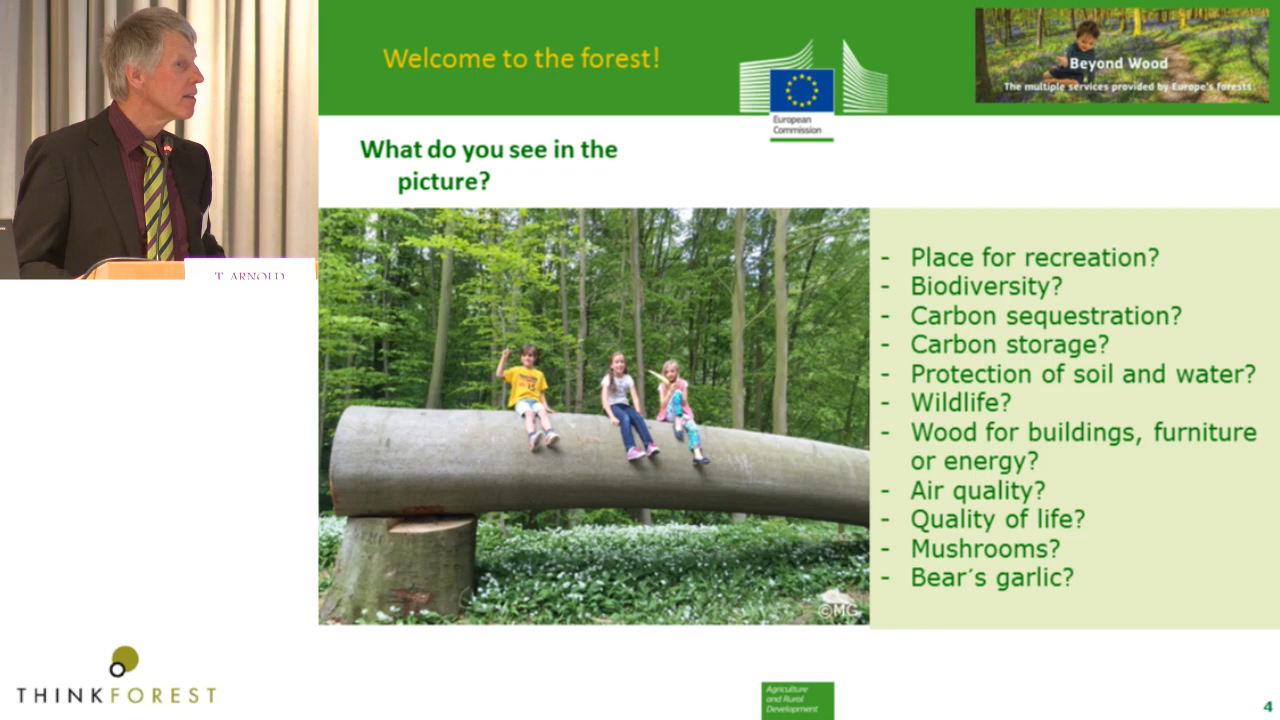 Welcome to the forest!
European
Commission
Beyond Wood
The multiple services provided by Europe's Forests
What do you see in the
picture?
- Place for recreation?
- Biodiversity?
- Carbon sequestration?
- Carbon storage?
- Protection of soil and water?
- Wildlife?
- Wood for buildings, furniture
or energy?
- Air quality?
- Quality of life?
- Mushrooms?
- Bear´s garlic?
©MG
T. ARNOLD
THINKFOREST
Agriculture
and Rural
Development
4